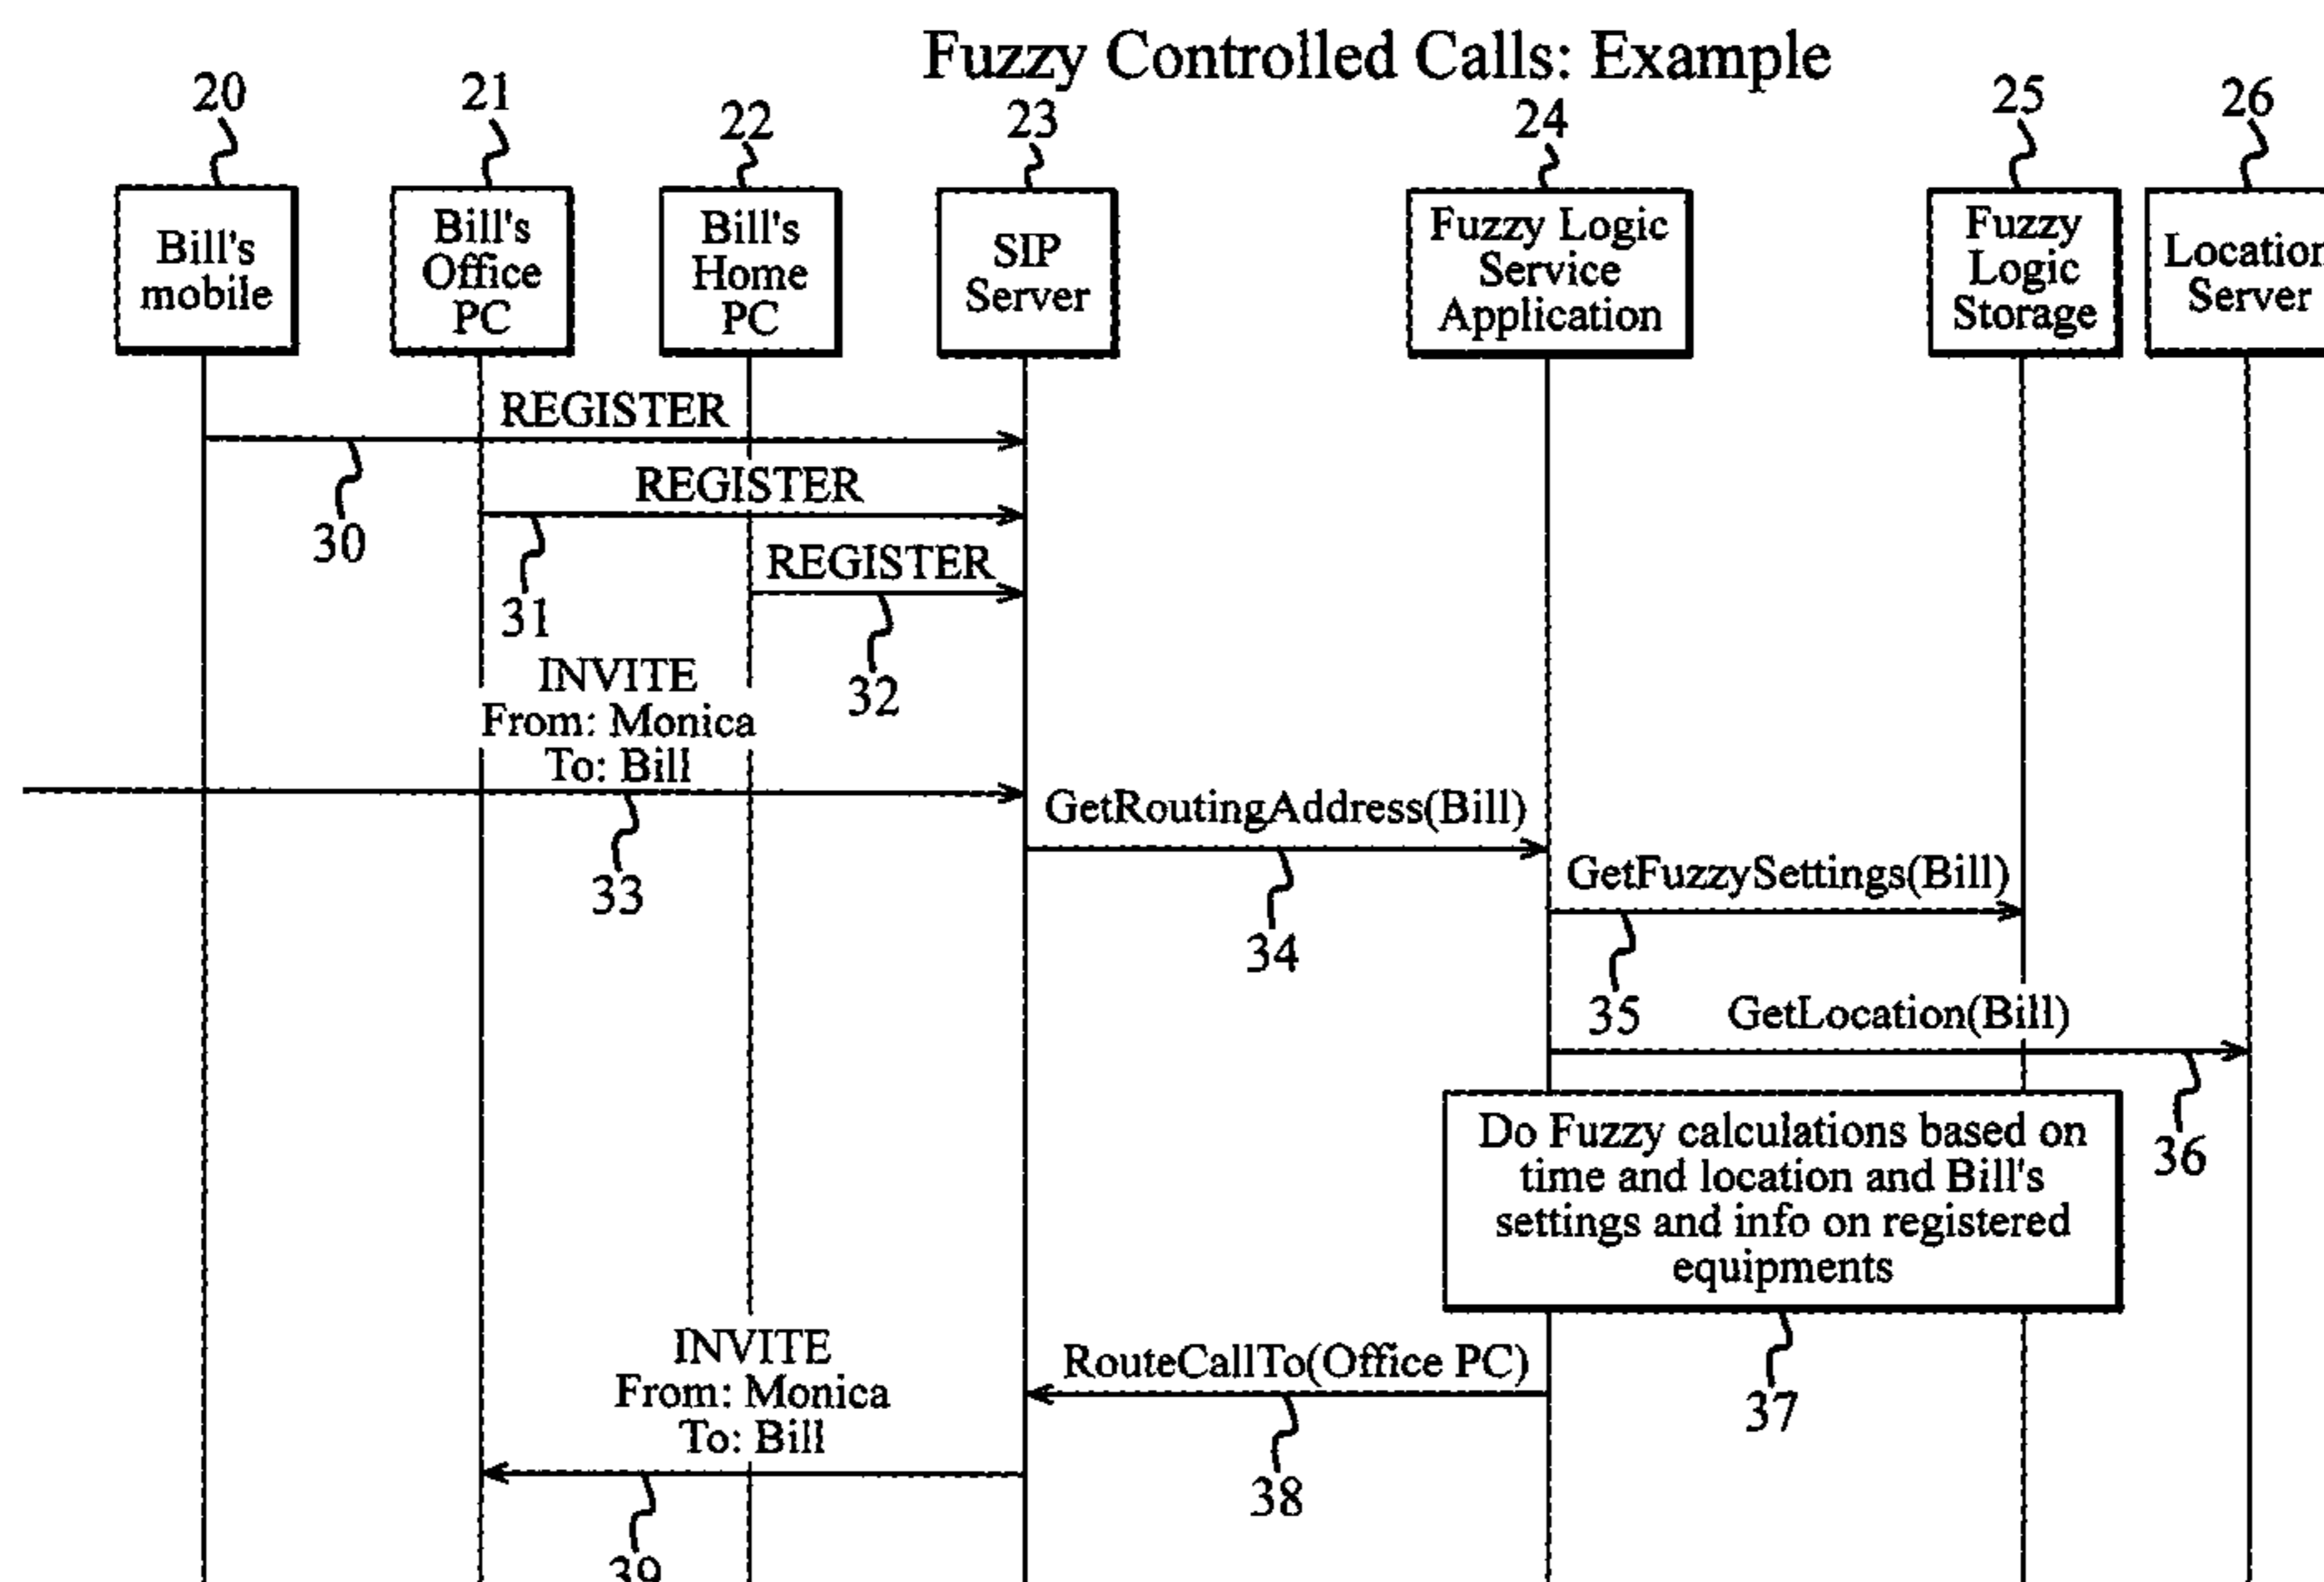 Fuzzy Controlled Calls: Example
20 21 22 23 24 25 26
Bill's
mobile
Bill's
Office
PC
Bill's
Home
PC
SIP
Server
Fuzzy Logic
Service
Application
Fuzzy
Logic
Storage
Location
Server
REGISTER
30
REGISTER
31
REGISTER
32
INVITE
From: Monica
To: Bill
33
GetRoutingAddress(Bill)
34
GetFuzzySettings(Bill)
35
GetLocation(Bill)
36
Do Fuzzy calculations based on
time and location and Bill's
settings and info on registered
equipments
37
RouteCallTo(Office PC)
38
INVITE
From: Monica
To: Bill
39